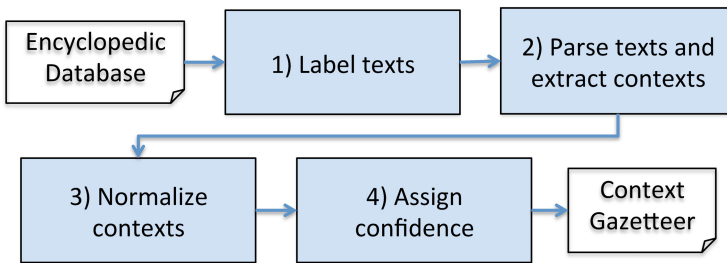 Encyclopedic
Database
1) Label texts
2) Parse texts and
extract contexts
3) Normalize
contexts
4) Assign
confidence
Context
Gazetteer